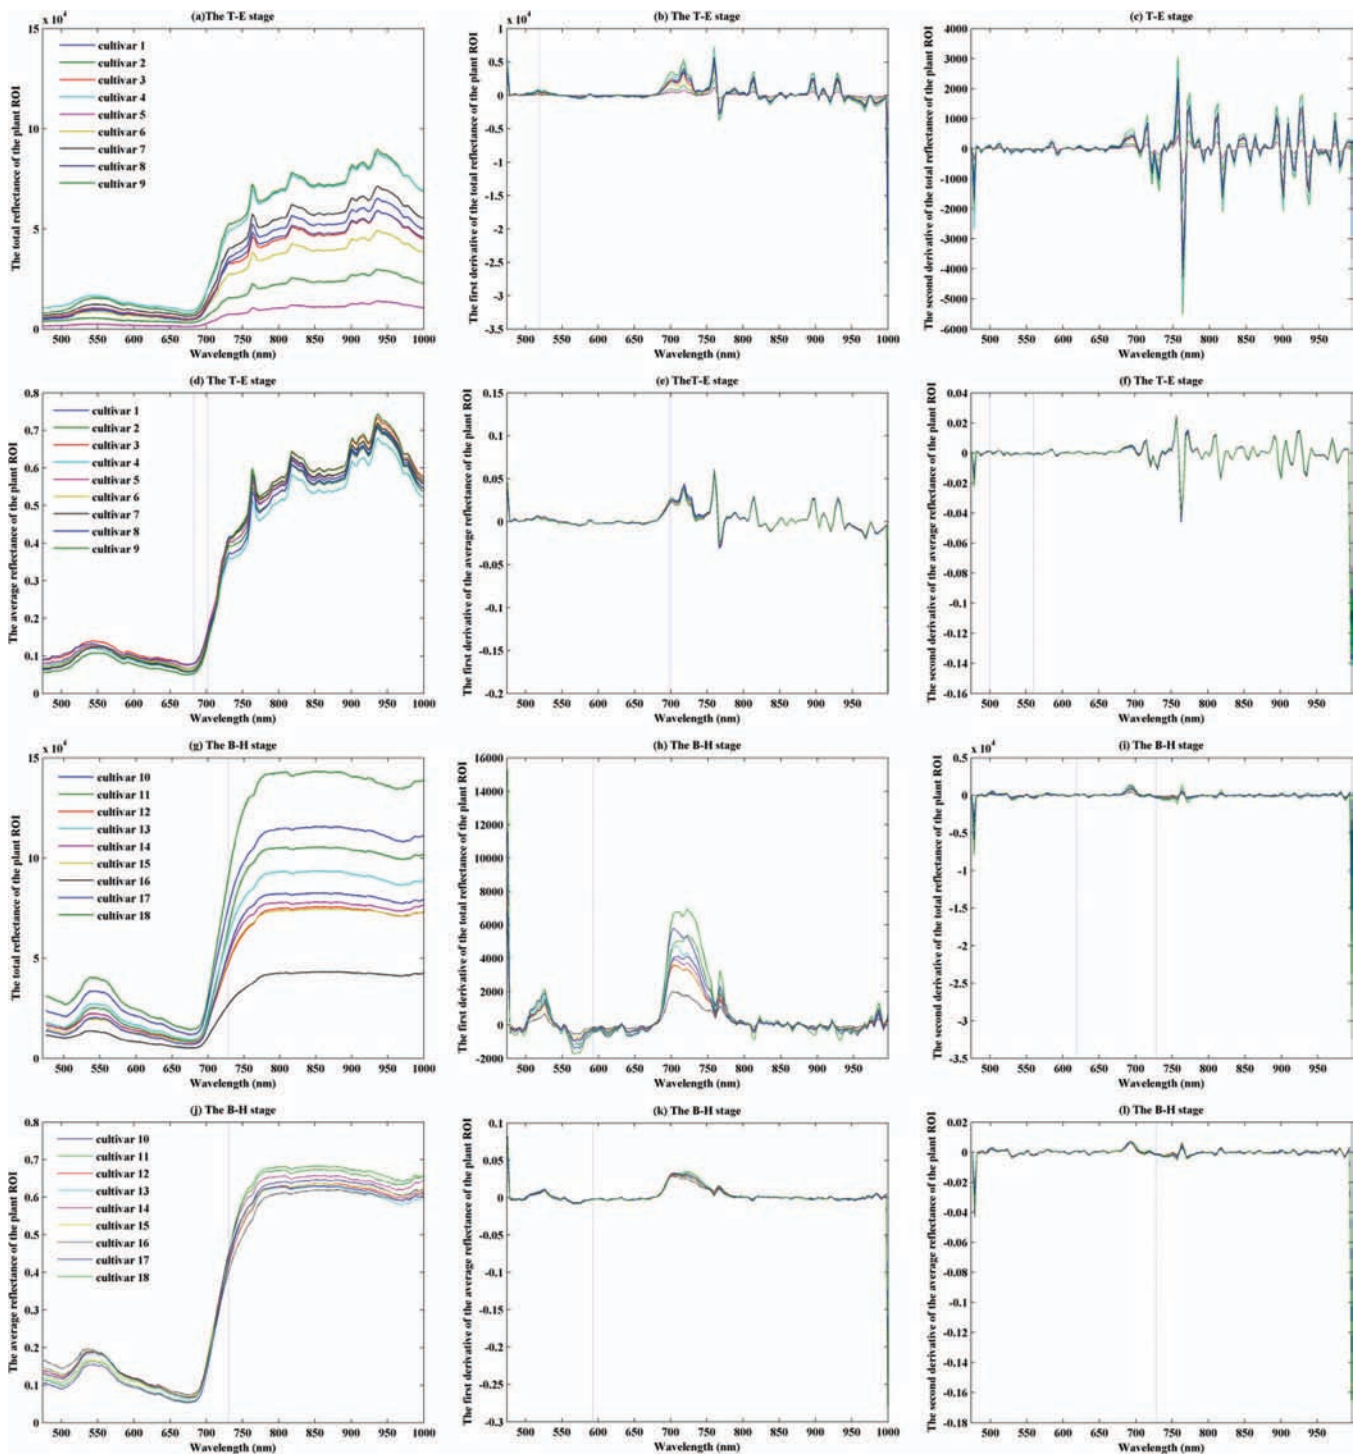 (a)The T-E stage
x 10⁴
The total reflectance of the plant ROI
15
10
5
0
cultivar 1
cultivar 2
cultivar 3
cultivar 4
cultivar 5
cultivar 6
cultivar 7
cultivar 8
cultivar 9
500 550 600 650 700 750 800 850 900 950 1000
Wavelength (nm)
(b) The T-E stage
x 10⁴
The first derivative of the total reflectance of the plant ROI
1
0.5
0
-0.5
-1
-1.5
-2
-2.5
-3
-3.5
500 550 600 650 700 750 800 850 900 950 1000
Wavelength (nm)
(c) T-E stage
The second derivative of the total reflectance of the plant ROI
4000
3000
2000
1000
0
-1000
-2000
-3000
-4000
-5000
-6000
500 550 600 650 700 750 800 850 900 950
Wavelength (nm)
(d) The T-E stage
The average reflectance of the plant ROI
0.8
0.7
0.6
0.5
0.4
0.3
0.2
0.1
0
cultivar 1
cultivar 2
cultivar 3
cultivar 4
cultivar 5
cultivar 6
cultivar 7
cultivar 8
cultivar 9
500 550 600 650 700 750 800 850 900 950 1000
Wavelength (nm)
(e) TheT-E stage
The first derivative of the average reflectance of the plant ROI
0.15
0.1
0.05
0
-0.05
-0.1
-0.15
-0.2
500 550 600 650 700 750 800 850 900 950 1000
Wavelength (nm)
(f) The T-E stage
The second derivative of the average reflectance of the plant ROI
0.04
0.02
0
-0.02
-0.04
-0.06
-0.08
-0.1
-0.12
-0.14
-0.16
500 550 600 650 700 750 800 850 900 950
Wavelength (nm)
(g) The B-H stage
x 10⁴
The total reflectance of the plant ROI
15
10
5
0
cultivar 10
cultivar 11
cultivar 12
cultivar 13
cultivar 14
cultivar 15
cultivar 16
cultivar 17
cultivar 18
500 550 600 650 700 750 800 850 900 950 1000
Wavelength (nm)
(h) The B-H stage
The first derivative of the total reflectance of the plant ROI
16000
14000
12000
10000
8000
6000
4000
2000
0
-2000
500 550 600 650 700 750 800 850 900 950
Wavelength (nm)
(i) The B-H stage
x 10⁴
The second derivative of the total reflectance of the plant ROI
0.5
0
-0.5
-1
-1.5
-2
-2.5
-3
-3.5
500 550 600 650 700 750 800 850 900 950
Wavelength (nm)
(j) The B-H stage
The average reflectance of the plant ROI
0.8
0.7
0.6
0.5
0.4
0.3
0.2
0.1
0
cultivar 10
cultivar 11
cultivar 12
cultivar 13
cultivar 14
cultivar 15
cultivar 16
cultivar 17
cultivar 18
500 550 600 650 700 750 800 850 900 950 1000
Wavelength (nm)
(k) The B-H stage
The first derivative of the average reflectance of the plant ROI
0.1
0.05
0
-0.05
-0.1
-0.15
-0.2
-0.25
-0.3
500 550 600 650 700 750 800 850 900 950 1000
Wavelength (nm)
(l) The B-H stage
The second derivative of the average reflectance of the plant ROI
0.02
0
-0.02
-0.04
-0.06
-0.08
-0.1
-0.12
-0.14
-0.16
-0.18
500 550 600 650 700 750 800 850 900 950
Wavelength (nm)